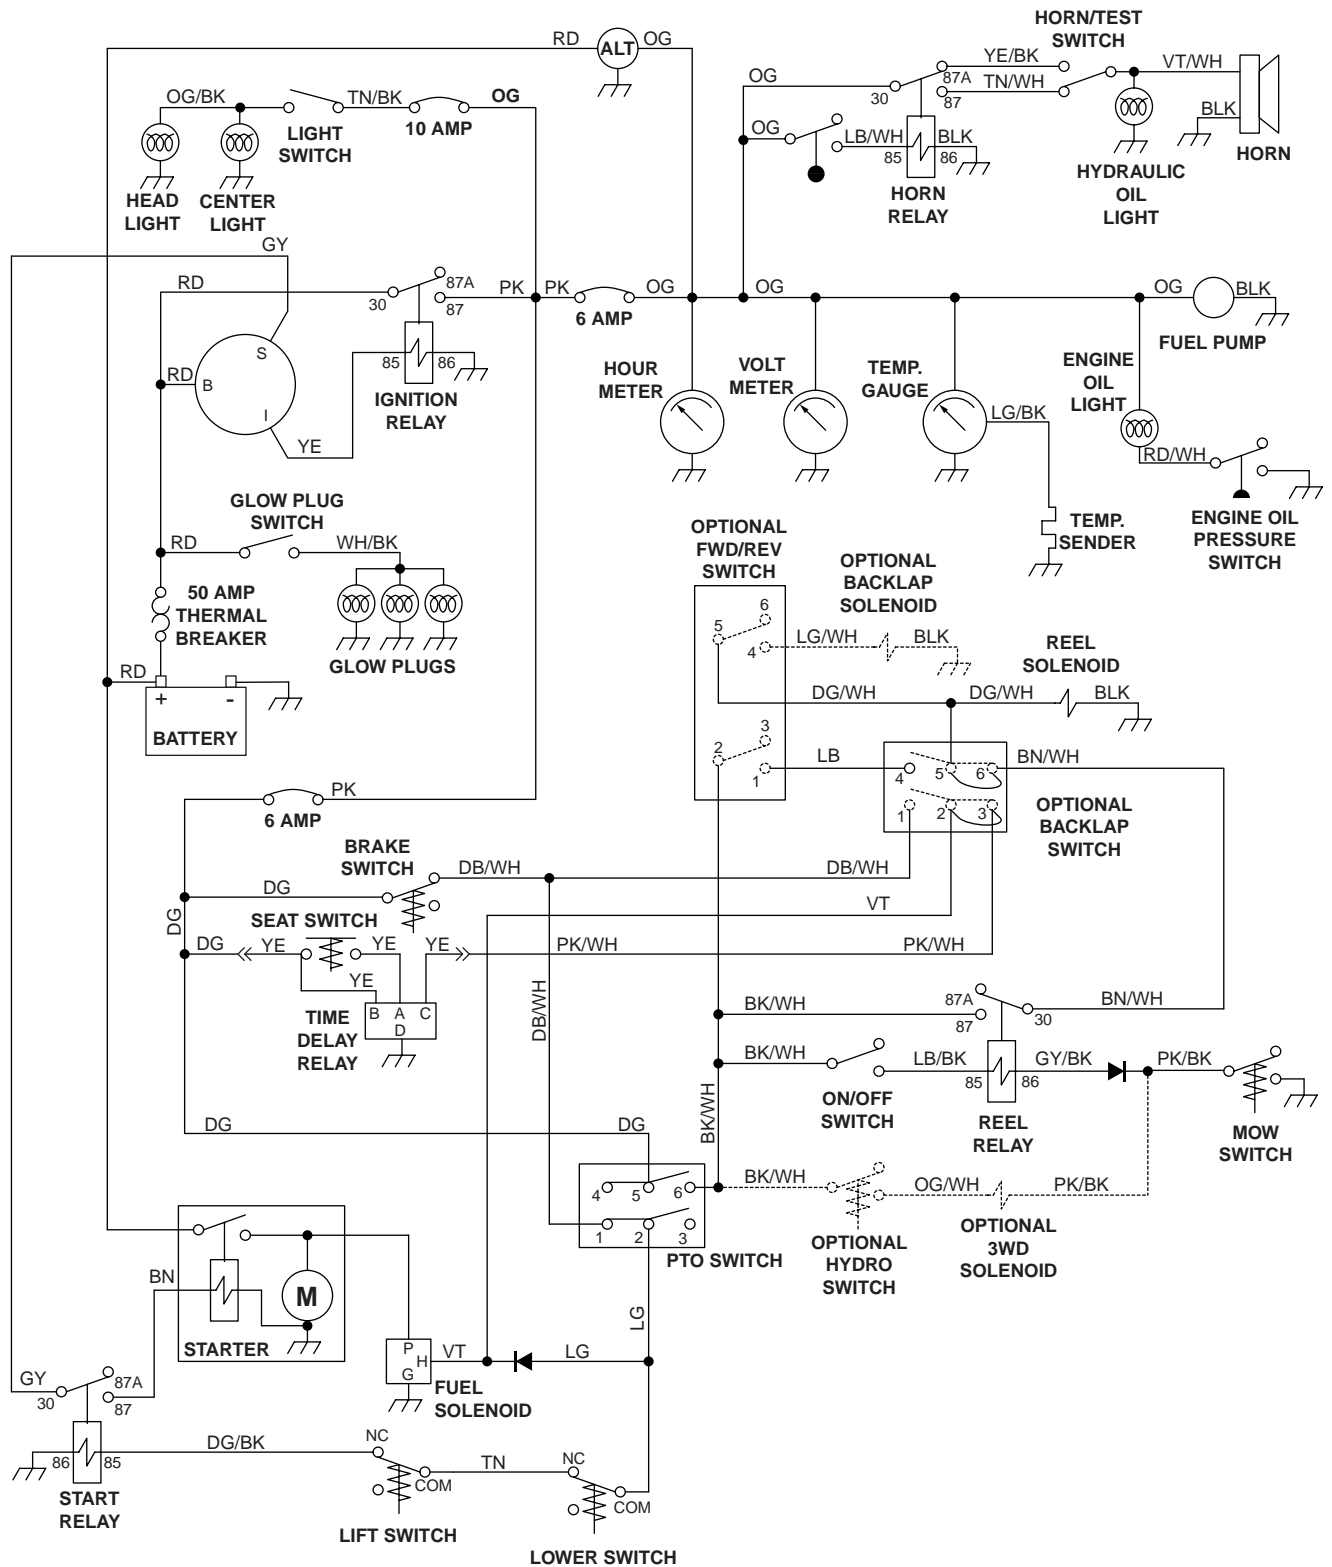 RD
ALT
OG
HORN/TEST
SWITCH
OG
YE/BK
87A
TN/WH
87
30
VT/WH
BLK
HORN
OG/BK
TN/BK
OG
LIGHT
SWITCH
10 AMP
OG
LB/WH
BLK
85
86
HORN
RELAY
HYDRAULIC
OIL
LIGHT
HEAD
LIGHT
CENTER
LIGHT
GY
RD
30
87A
87
PK
PK
6 AMP
OG
OG
OG
BLK
FUEL PUMP
S
RD
B
I
85
86
IGNITION
RELAY
YE
HOUR
METER
VOLT
METER
TEMP.
GAUGE
LG/BK
ENGINE
OIL
LIGHT
RD/WH
ENGINE OIL
PRESSURE
SWITCH
TEMP.
SENDER
GLOW PLUG
SWITCH
RD
WH/BK
50 AMP
THERMAL
BREAKER
GLOW PLUGS
RD
+
-
BATTERY
OPTIONAL
FWD/REV
SWITCH
OPTIONAL
BACKLAP
SOLENOID
6
5
4
LG/WH
BLK
REEL
SOLENOID
DG/WH
DG/WH
BLK
3
2
1
LB
4
5
6
BN/WH
1
2
3
OPTIONAL
BACKLAP
SWITCH
PK
6 AMP
BRAKE
SWITCH
DB/WH
DB/WH
DG
DG
SEAT SWITCH
VT
DG
YE
YE
YE
PK/WH
PK/WH
YE
B
A
C
D
TIME
DELAY
RELAY
DB/WH
BK/WH
87A
87
30
BN/WH
BK/WH
LB/BK
GY/BK
PK/BK
85
86
ON/OFF
SWITCH
REEL
RELAY
MOW
SWITCH
BK/WH
DG
DG
4
5
6
1
2
3
PTO SWITCH
BK/WH
OG/WH
PK/BK
OPTIONAL
HYDRO
SWITCH
OPTIONAL
3WD
SOLENOID
BN
M
STARTER
LG
P
H
G
VT
LG
FUEL
SOLENOID
GY
30
87A
87
86
85
START
RELAY
DG/BK
NC
COM
TN
NC
COM
LIFT SWITCH
LOWER SWITCH